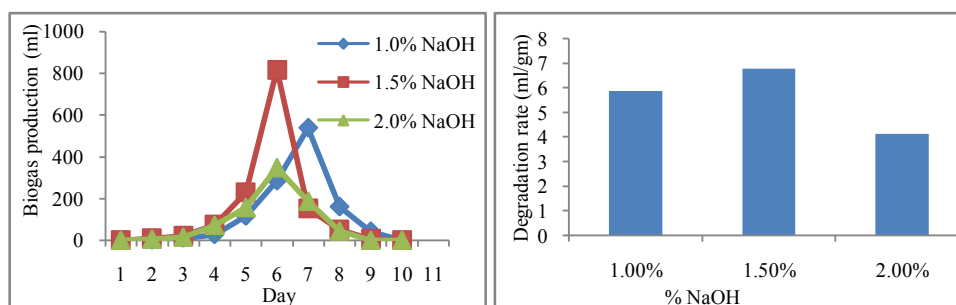 Biogas production (ml)
1000
800
600
400
200
0
1.0% NaOH
1.5% NaOH
2.0% NaOH
1 2 3 4 5 6 7 8 9 10 11
Day
Degradation rate (ml/gm)
8
7
6
5
4
3
2
1
0
1.00% 1.50% 2.00%
% NaOH